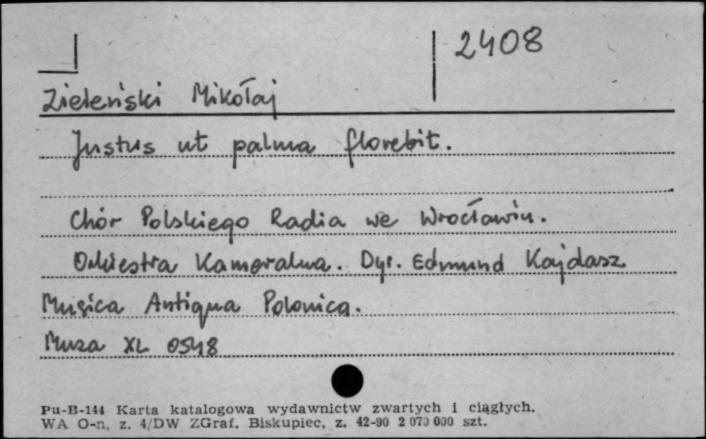 2408
Zieleński Mikołaj
Justus ut palma florebit.
Chór Polskiego Radia we Wrocławiu.
Orkiestra Kameralna. Dyr. Edmund Kajdasz
Musica Antiqua Polonica.
Muza XL 0548
Pu-B-144 Karta katalogowa wydawnictw zwartych i ciągłych.
WA O-n, z. 4/DW ZGraf. Biskupiec, z. 42-90 2 070 000 szt.